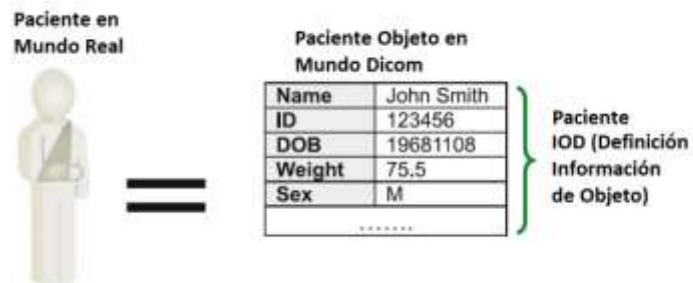 Paciente en
Mundo Real
Paciente Objeto en
Mundo Dicom
Name John Smith
ID 123456
DOB 19681108
Weight 75.5
Sex M
.......
Paciente
IOD (Definición
Información
de Objeto)